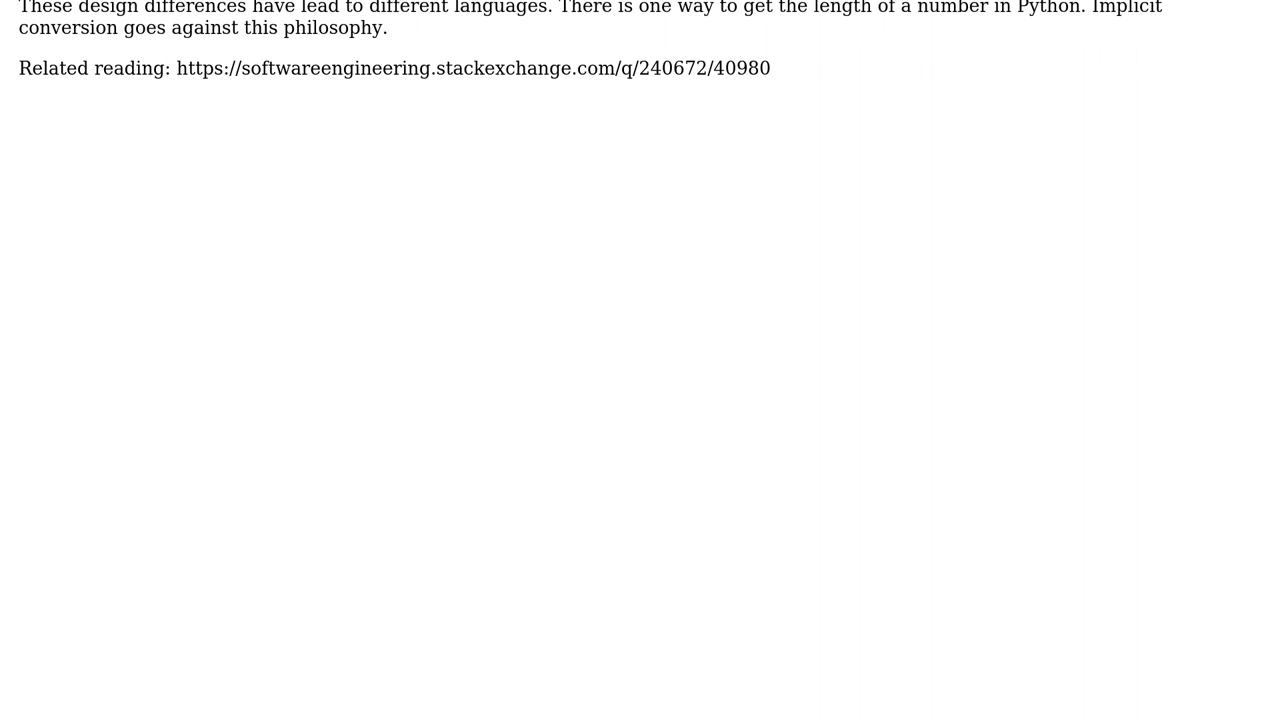 These design differences have lead to different languages. There is one way to get the length of a number in Python. Implicit
conversion goes against this philosophy.
Related reading: https://softwareengineering.stackexchange.com/q/240672/40980